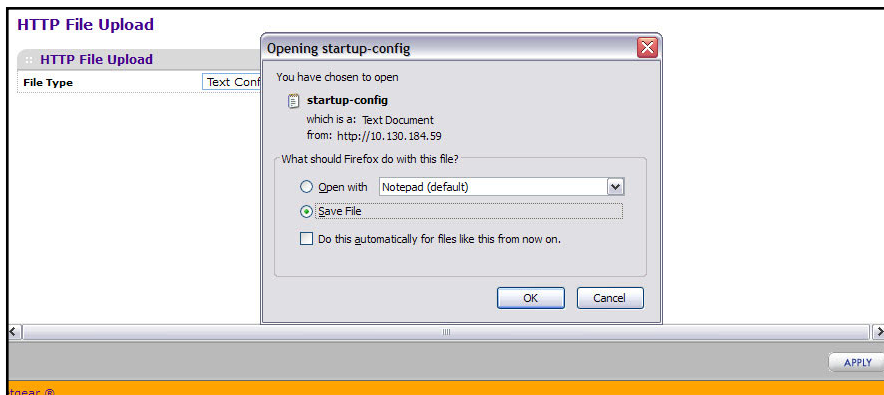 HTTP File Upload
HTTP File Upload
File Type
Text Conf
Opening startup-config
You have chosen to open
startup-config
which is a: Text Document
from: http://10.130.184.59
What should Firefox do with this file?
Open with Notepad (default)
Save File
Do this automatically for files like this from now on.
OK Cancel
APPLY
tgear ®